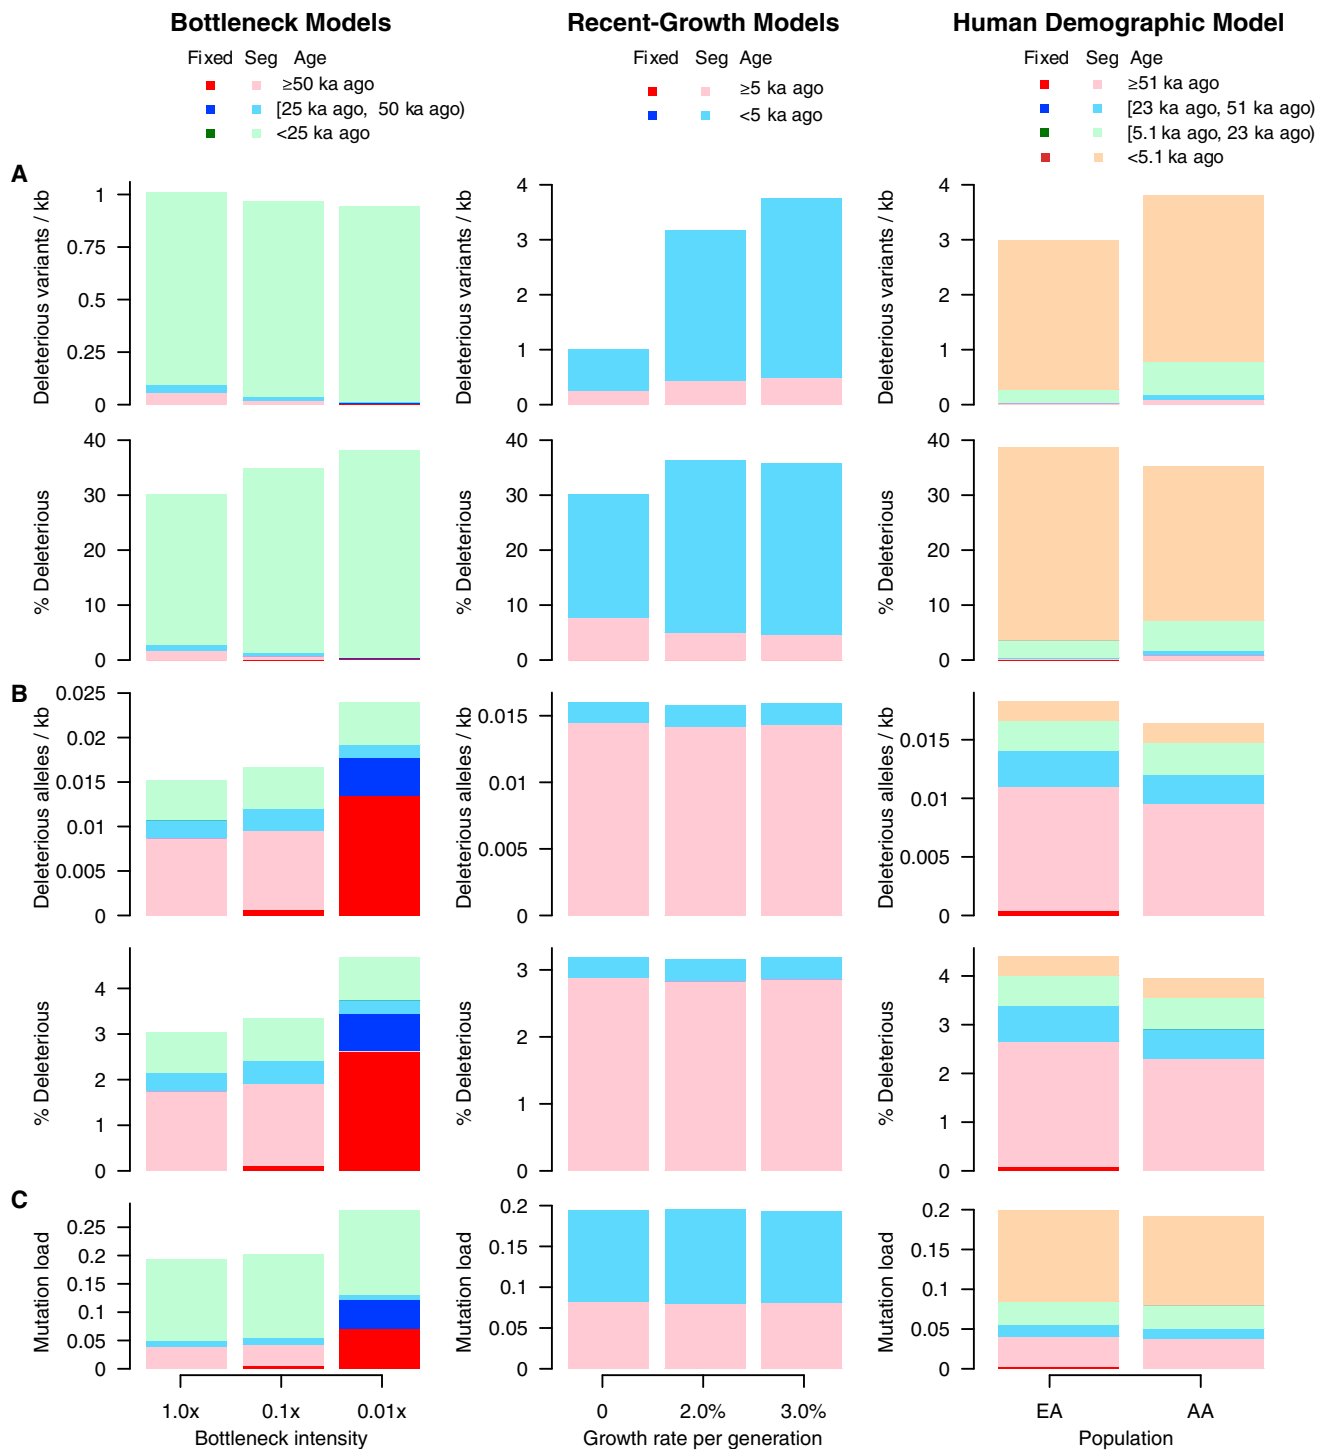 Bottleneck Models
Fixed Seg Age
≥50 ka ago
[25 ka ago, 50 ka ago)
<25 ka ago
Recent-Growth Models
Fixed Seg Age
≥5 ka ago
<5 ka ago
Human Demographic Model
Fixed Seg Age
≥51 ka ago
[23 ka ago, 51 ka ago)
[5.1 ka ago, 23 ka ago)
<5.1 ka ago
A
Deleterious variants / kb
1
0.75
0.5
0.25
0
Deleterious variants / kb
4
3
2
1
0
Deleterious variants / kb
4
3
2
1
0
% Deleterious
40
30
20
10
0
% Deleterious
40
30
20
10
0
% Deleterious
40
30
20
10
0
B
Deleterious alleles / kb
0.025
0.02
0.015
0.01
0.005
0
Deleterious alleles / kb
0.015
0.01
0.005
0
Deleterious alleles / kb
0.015
0.01
0.005
0
% Deleterious
4
3
2
1
0
% Deleterious
3
2
1
0
% Deleterious
4
3
2
1
0
C
Mutation load
0.25
0.2
0.15
0.1
0.05
0
1.0x 0.1x 0.01x
Bottleneck intensity
Mutation load
0.2
0.15
0.1
0.05
0
0 2.0% 3.0%
Growth rate per generation
Mutation load
0.2
0.15
0.1
0.05
0
EA AA
Population